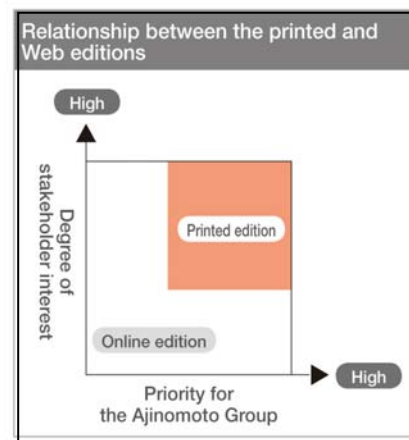 Relationship between the printed and
Web editions
High
Degree of
stakeholder interest
Printed edition
Online edition
High
Priority for
the Ajinomoto Group